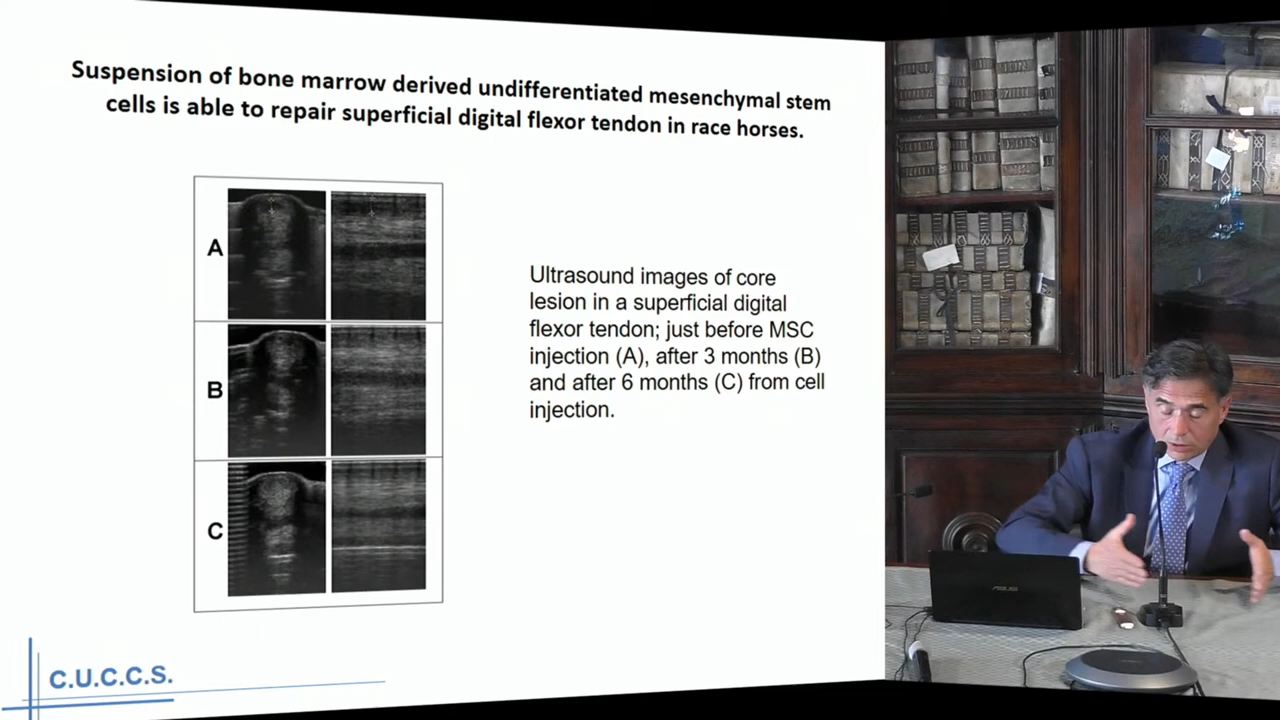 Suspension of bone marrow derived undifferentiated mesenchymal stem
cells is able to repair superficial digital flexor tendon in race horses.
A
B
C
Ultrasound images of core
lesion in a superficial digital
flexor tendon; just before MSC
injection (A), after 3 months (B)
and after 6 months (C) from cell
injection.
C.U.C.C.S.
ASUS